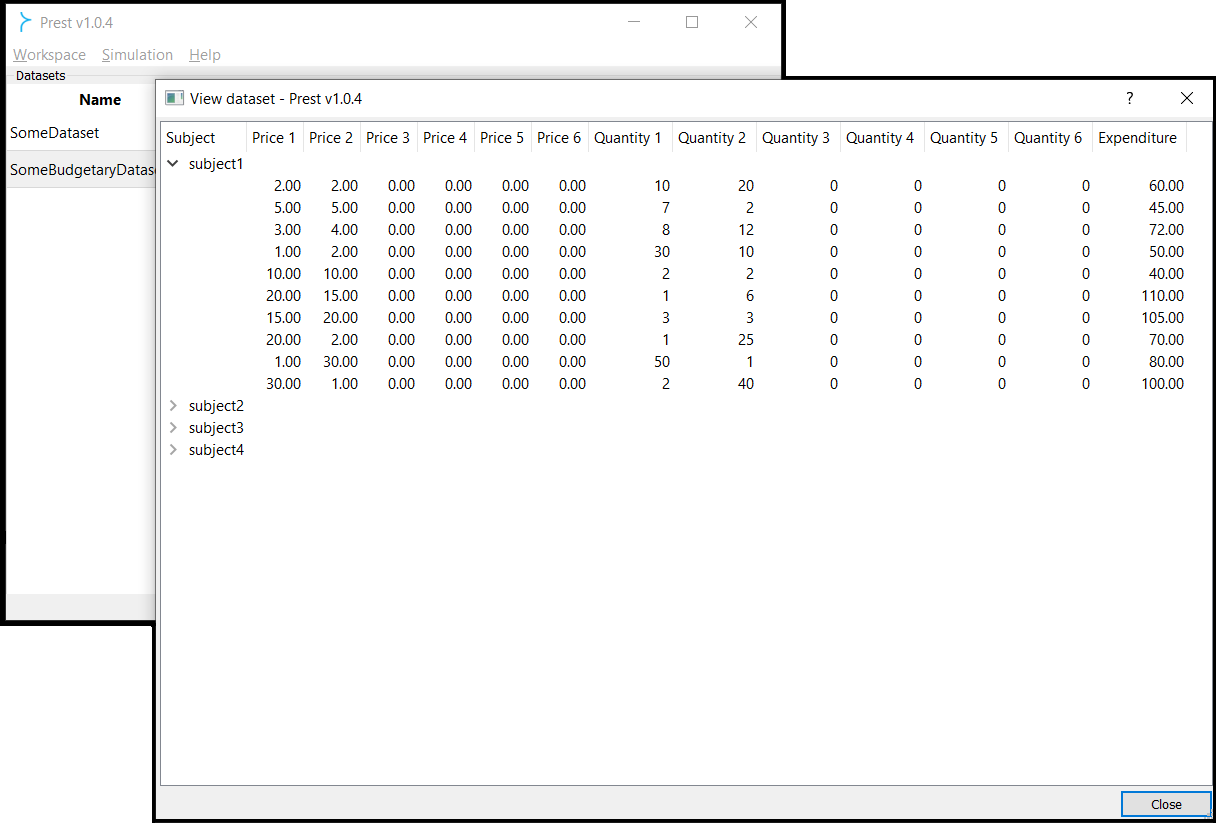 Prest v1.0.4
Workspace Simulation Help
Datasets
Name
SomeDataset
SomeBudgetaryDatas
View dataset - Prest v1.0.4 ?
Subject Price 1 Price 2 Price 3 Price 4 Price 5 Price 6 Quantity 1 Quantity 2 Quantity 3 Quantity 4 Quantity 5 Quantity 6 Expenditure
subject1
2.00 2.00 0.00 0.00 0.00 0.00 10 20 0 0 0 0 60.00
5.00 5.00 0.00 0.00 0.00 0.00 7 2 0 0 0 0 45.00
3.00 4.00 0.00 0.00 0.00 0.00 8 12 0 0 0 0 72.00
1.00 2.00 0.00 0.00 0.00 0.00 30 10 0 0 0 0 50.00
10.00 10.00 0.00 0.00 0.00 0.00 2 2 0 0 0 0 40.00
20.00 15.00 0.00 0.00 0.00 0.00 1 6 0 0 0 0 110.00
15.00 20.00 0.00 0.00 0.00 0.00 3 3 0 0 0 0 105.00
20.00 2.00 0.00 0.00 0.00 0.00 1 25 0 0 0 0 70.00
1.00 30.00 0.00 0.00 0.00 0.00 50 1 0 0 0 0 80.00
30.00 1.00 0.00 0.00 0.00 0.00 2 40 0 0 0 0 100.00
subject2
subject3
subject4
Close